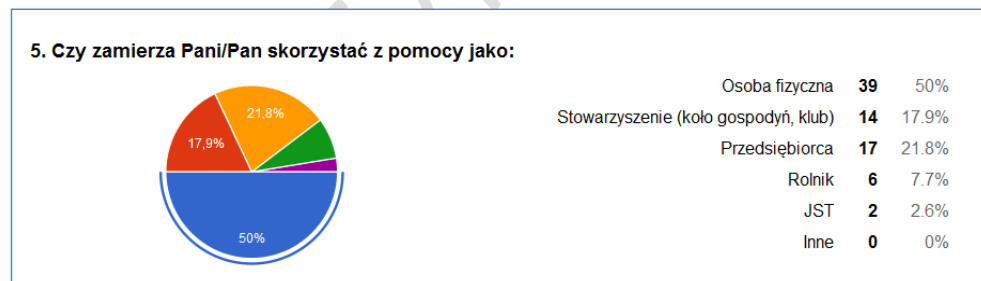 5. Czy zamierza Pani/Pan skorzystać z pomocy jako:
21,8%
17,9%
50%
Osoba fizyczna 39 50%
Stowarzyszenie (koło gospodyń, klub) 14 17.9%
Przedsiębiorca 17 21.8%
Rolnik 6 7.7%
JST 2 2.6%
Inne 0 0%